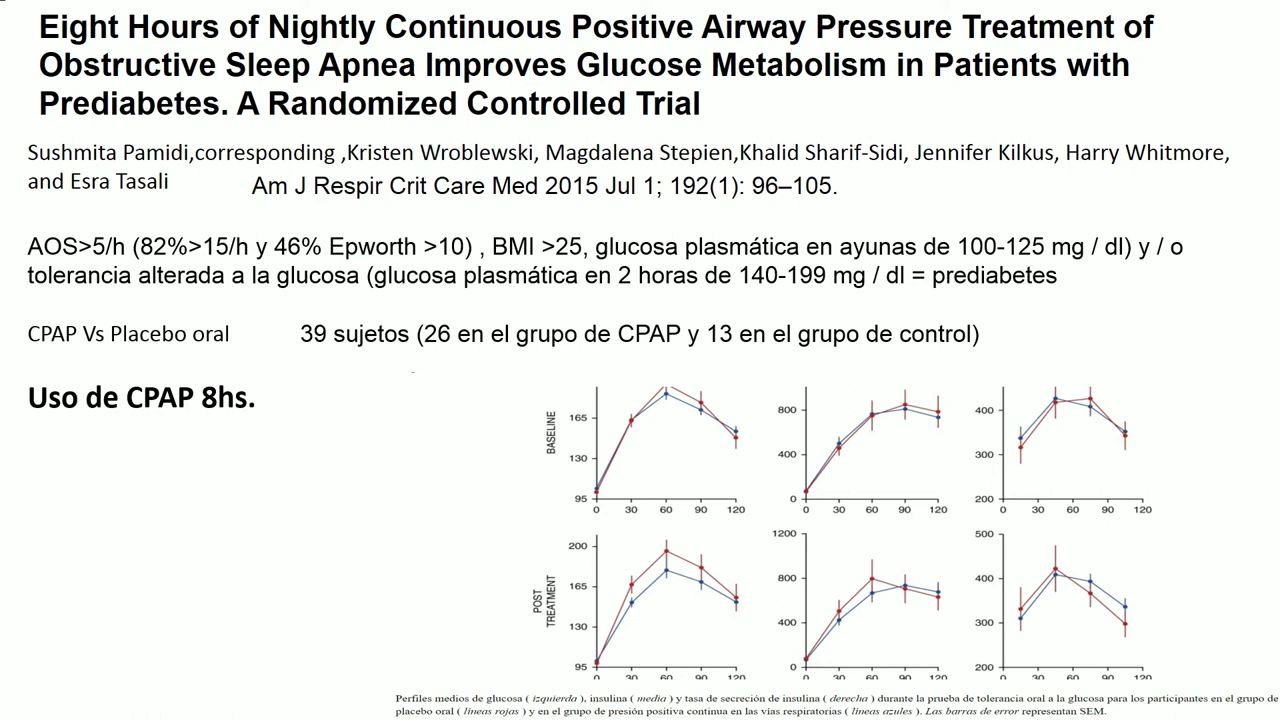 Eight Hours of Nightly Continuous Positive Airway Pressure Treatment of
Obstructive Sleep Apnea Improves Glucose Metabolism in Patients with
Prediabetes. A Randomized Controlled Trial
Sushmita Pamidi,corresponding ,Kristen Wroblewski, Magdalena Stepien,Khalid Sharif-Sidi, Jennifer Kilkus, Harry Whitmore,
and Esra Tasali
Am J Respir Crit Care Med 2015 Jul 1; 192(1): 96–105.
AOS>5/h (82%>15/h y 46% Epworth >10) , BMI >25, glucosa plasmática en ayunas de 100-125 mg / dl) y / o
tolerancia alterada a la glucosa (glucosa plasmática en 2 horas de 140-199 mg / dl = prediabetes
CPAP Vs Placebo oral
39 sujetos (26 en el grupo de CPAP y 13 en el grupo de control)
Uso de CPAP 8hs.
BASELINE
165
130
95
0 30 60 90 120
800
400
0
0 30 60 90 120
400
300
200
0 30 60 90 120
POST
TREATMENT
200
165
130
95
0 30 60 90 120
1200
800
400
0
0 30 60 90 120
500
400
300
200
0 30 60 90 120
Perfiles medios de glucosa ( izquierda ), insulina ( media ) y tasa de secreción de insulina ( derecha ) durante la prueba de tolerancia oral a la glucosa para los participantes en el grupo de
placebo oral ( líneas rojas ) y en el grupo de presión positiva continua en las vías respiratorias ( líneas azules ). Las barras de error representan SEM.